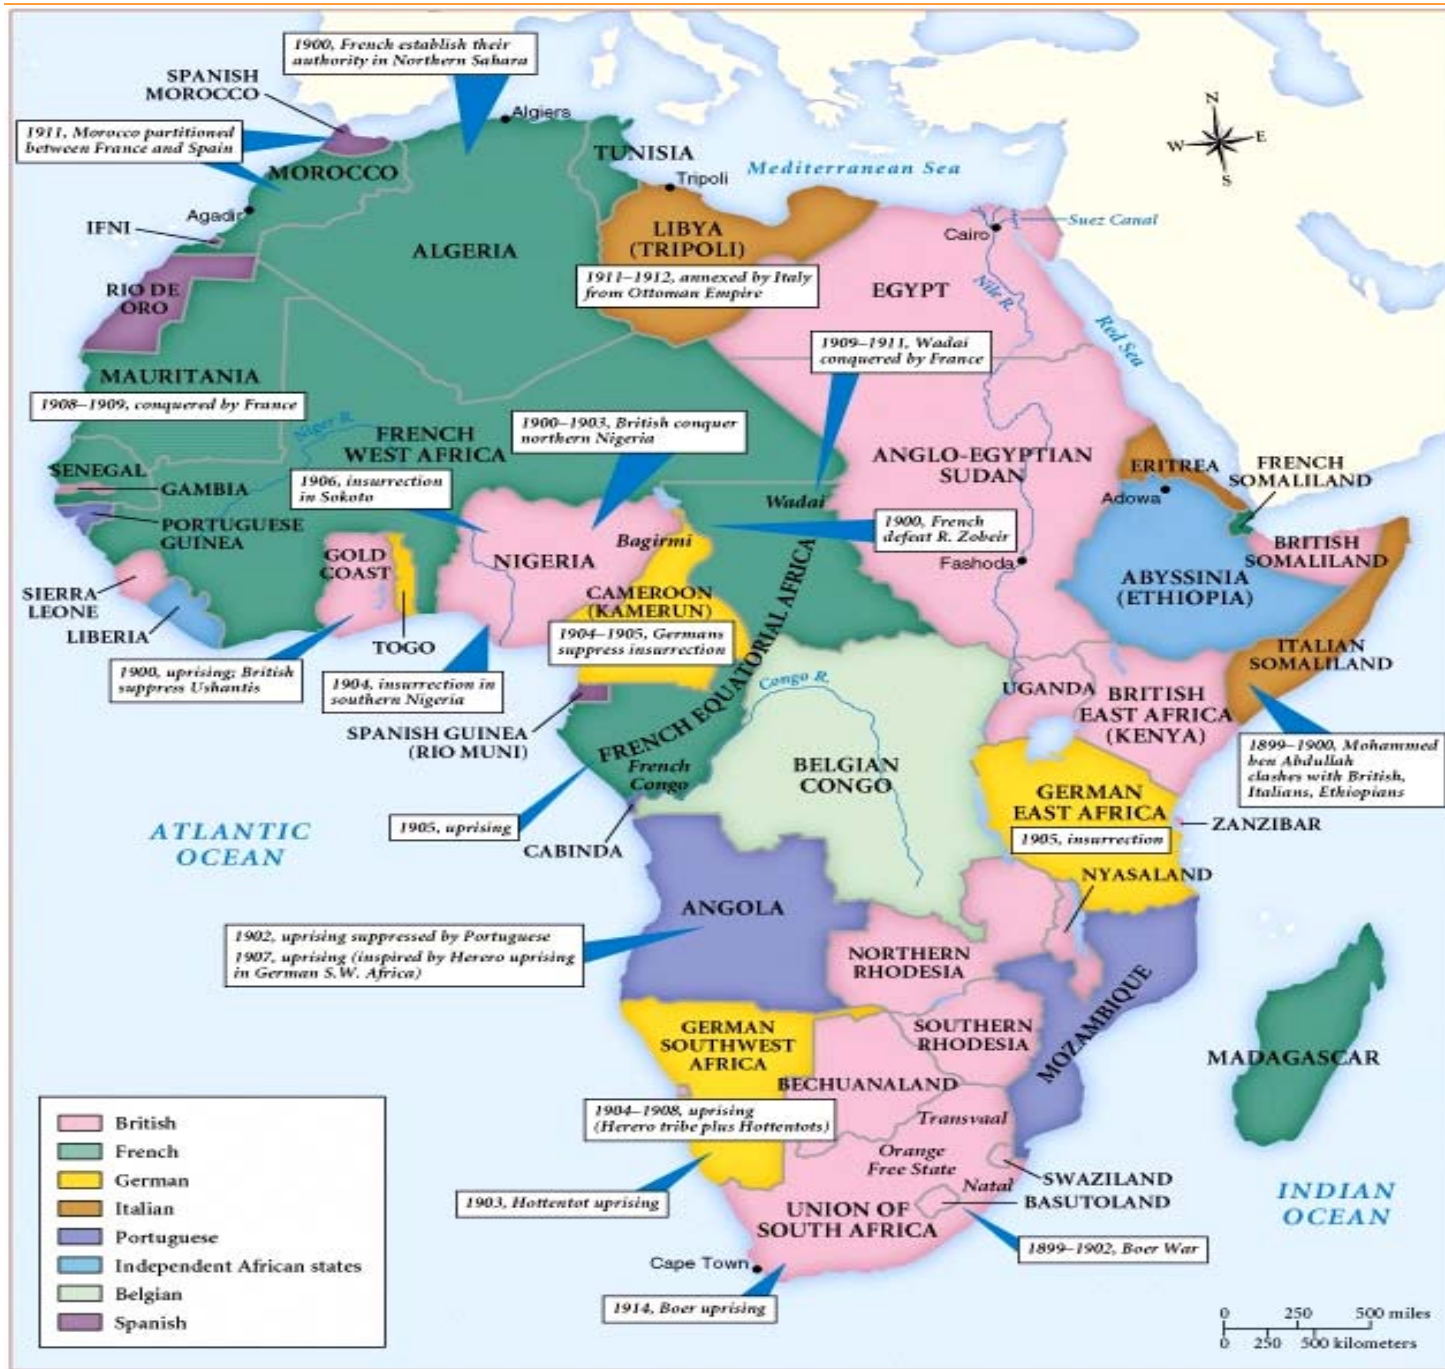 1900, French establish their
authority in Northern Sahara
SPANISH
MOROCCO
Algiers
1911, Morocco partitioned
between France and Spain
MOROCCO
TUNISIA
Tripoli
Mediterranean Sea
N
W
E
S
Agadir
IFNI
ALGERIA
LIBYA
(TRIPOLI)
1911–1912, annexed by Italy
from Ottoman Empire
Cairo
Suez Canal
EGYPT
Nile R.
Red Sea
RIO DE
ORO
MAURITANIA
1908–1909, conquered by France
1909–1911, Wadai
conquered by France
Niger R.
FRENCH
WEST AFRICA
1900–1903, British conquer
northern Nigeria
ANGLO-EGYPTIAN
SUDAN
ERITREA
FRENCH
SOMALILAND
Adowa
SENEGAL
GAMBIA
1906, insurrection
in Sokoto
Wadai
PORTUGUESE
GUINEA
1900, French
defeat R. Zobeir
Bagirmi
GOLD
COAST
NIGERIA
Fashoda
BRITISH
SOMALILAND
ABYSSINIA
(ETHIOPIA)
SIERRA
LEONE
LIBERIA
CAMEROON
(KAMERUN)
1904–1905, Germans
suppress insurrection
TOGO
ITALIAN
SOMALILAND
1900, uprising; British
suppress Ushantis
1904, insurrection in
southern Nigeria
FRENCH EQUATORIAL AFRICA
Congo R.
UGANDA
BRITISH
EAST AFRICA
(KENYA)
SPANISH GUINEA
(RIO MUNI)
French
Congo
BELGIAN
CONGO
1899–1900, Mohammed
ben Abdullah
clashes with British,
Italians, Ethiopians
GERMAN
EAST AFRICA
1905, insurrection
ZANZIBAR
1905, uprising
CABINDA
ATLANTIC
OCEAN
NYASALAND
ANGOLA
1902, uprising suppressed by Portuguese
1907, uprising (inspired by Herero uprising
in German S.W. Africa)
NORTHERN
RHODESIA
MOZAMBIQUE
GERMAN
SOUTHWEST
AFRICA
SOUTHERN
RHODESIA
MADAGASCAR
BECHUANALAND
1904–1908, uprising
(Herero tribe plus Hottentots)
Transvaal
Orange
Free State
SWAZILAND
Natal
BASUTOLAND
1903, Hottentot uprising
UNION OF
SOUTH AFRICA
INDIAN
OCEAN
1899–1902, Boer War
Cape Town
1914, Boer uprising
British
French
German
Italian
Portuguese
Independent African states
Belgian
Spanish
0 250 500 miles
0 250 500 kilometers